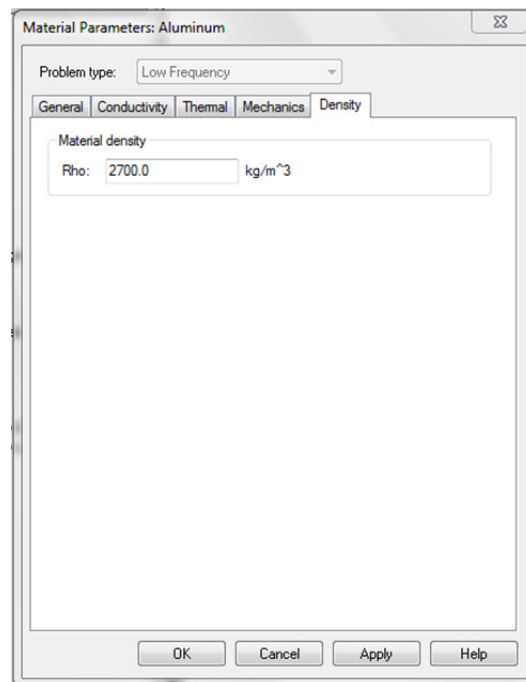 Material Parameters: Aluminum
Problem type: Low Frequency
General Conductivity Thermal Mechanics Density
Material density
Rho: 2700.0 kg/m^3
OK Cancel Apply Help